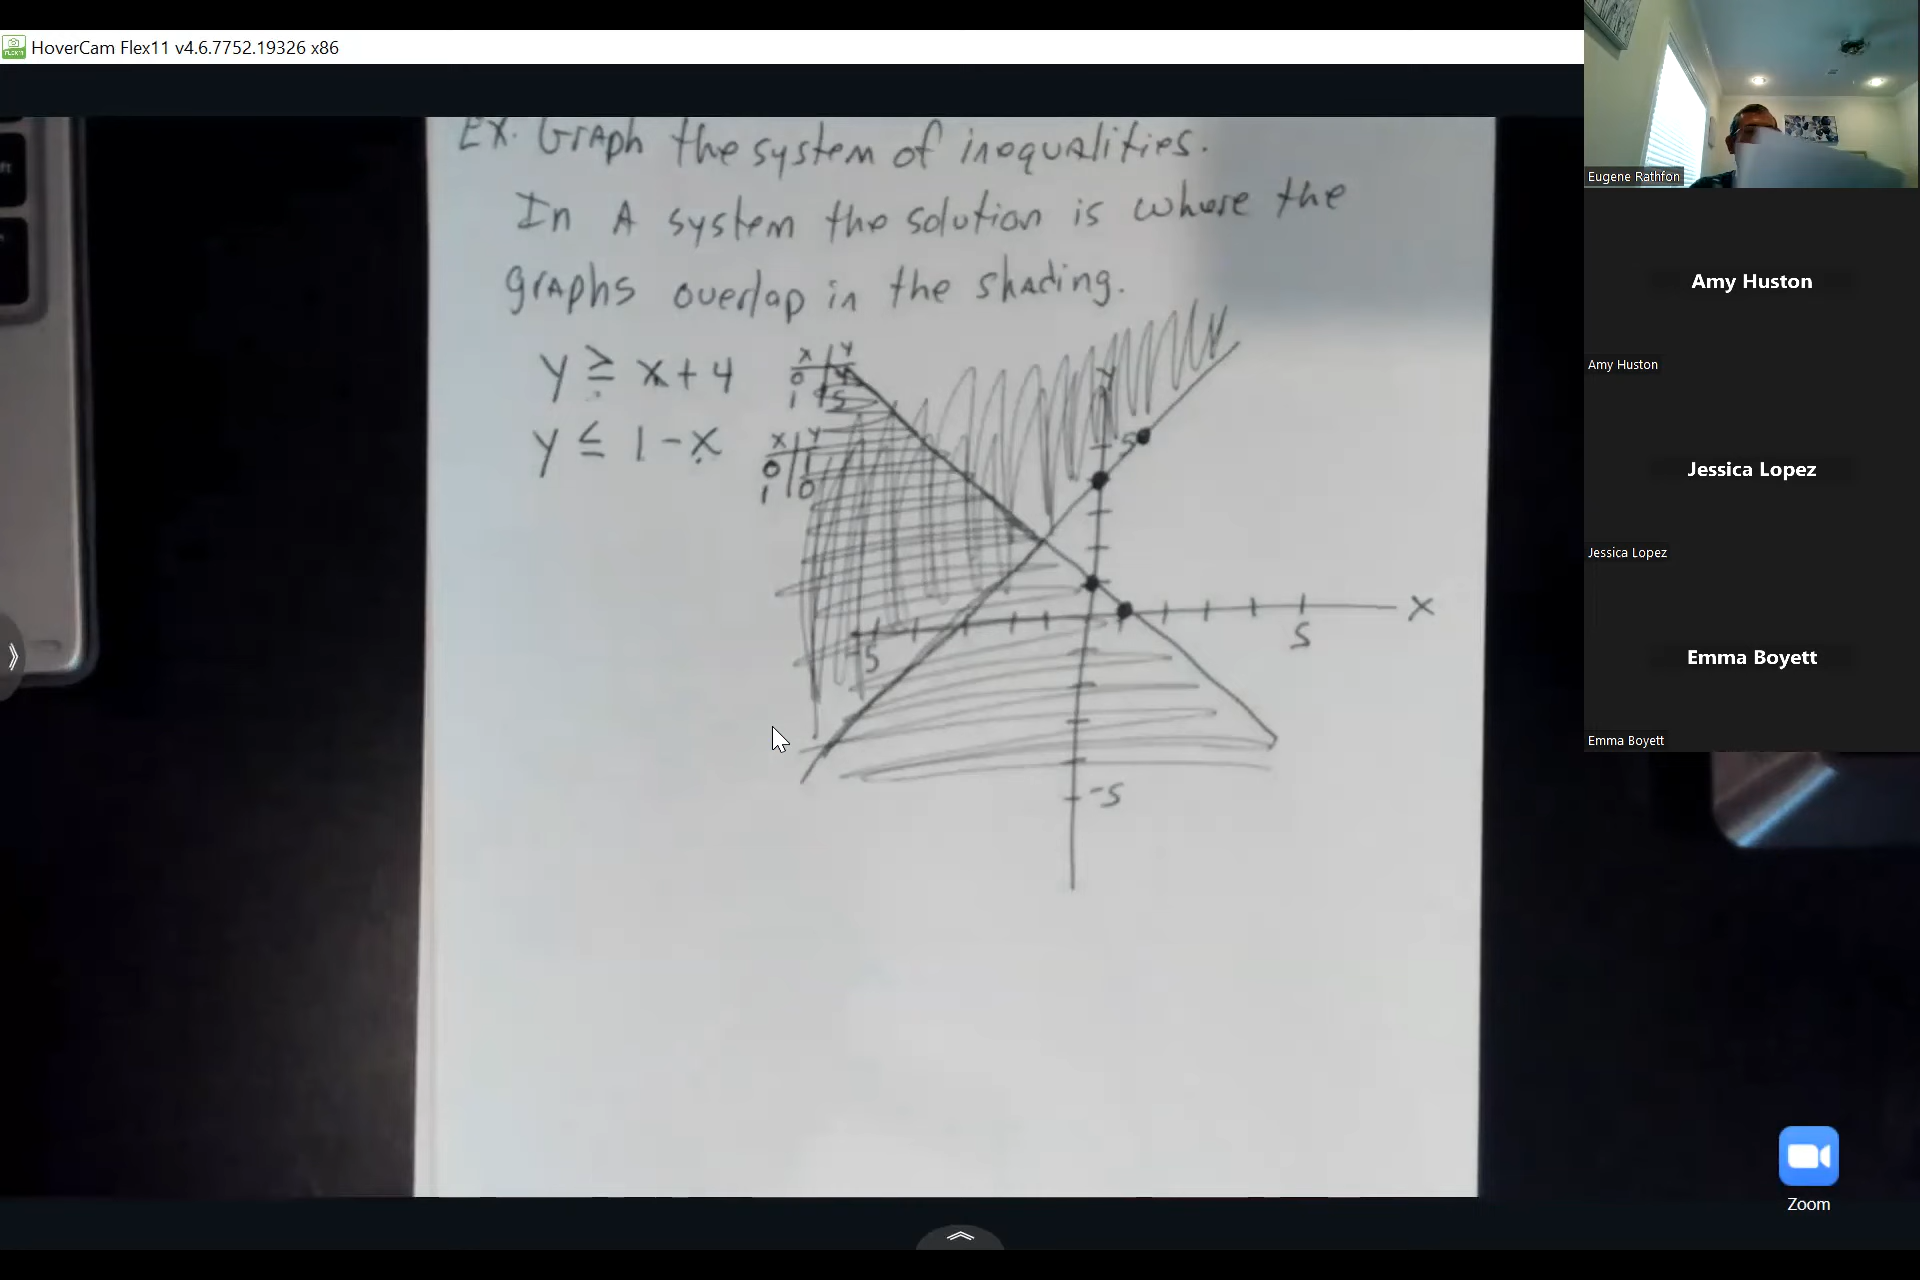 HoverCam Flex11 v4.6.7752.19326 x86
Ex. Graph the system of inequalities.
In A system the solution is where the
graphs overlap in the shading.
y ≥ x + 4
x y
0 4
1 5
y ≤ 1 - x
x y
0 1
1 0
y
5
x
5
-5
-5
Eugene Rathfon
Amy Huston
Amy Huston
Jessica Lopez
Jessica Lopez
Emma Boyett
Emma Boyett
Zoom